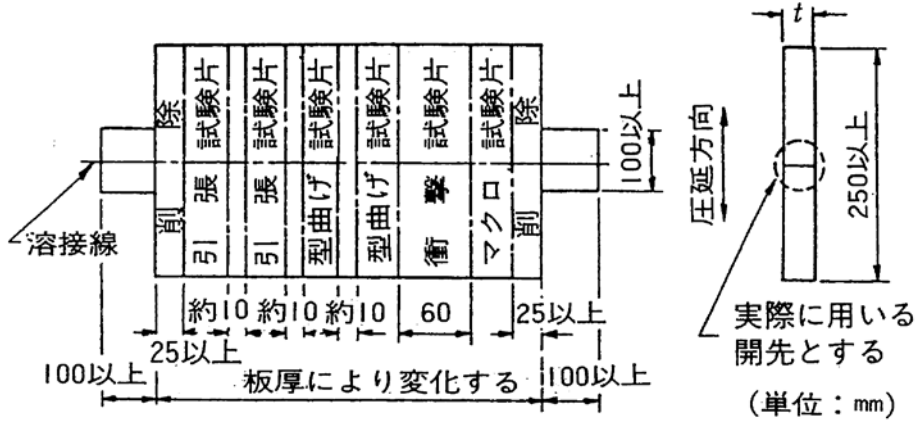 t
削除
引張試験片
引張試験片
型曲げ試験片
型曲げ試験片
衝撃試験片
マクロ試験片
削除
100以上
圧延方向
250以上
溶接線
約10 約10 約10
60
25以上
25以上
100以上
板厚により変化する
100以上
実際に用いる
開先とする
(単位：mm)